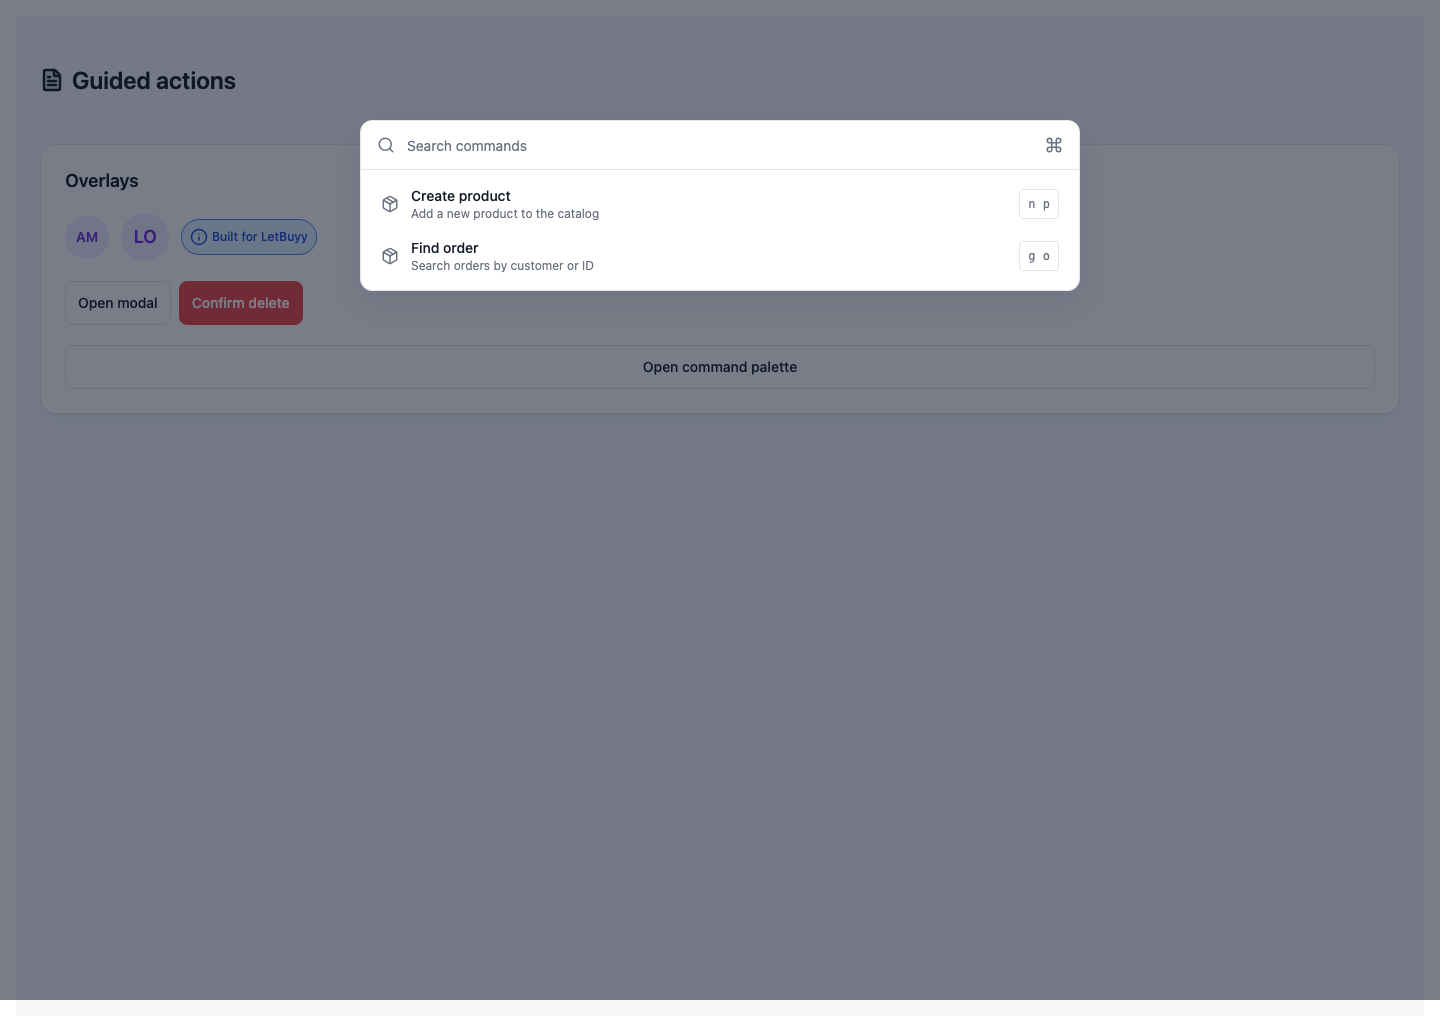 Guided actions
Search commands
Overlays
Create product
Add a new product to the catalog
n p
AM
LO
Built for LetBuyy
Find order
Search orders by customer or ID
g o
Open modal
Confirm delete
Open command palette